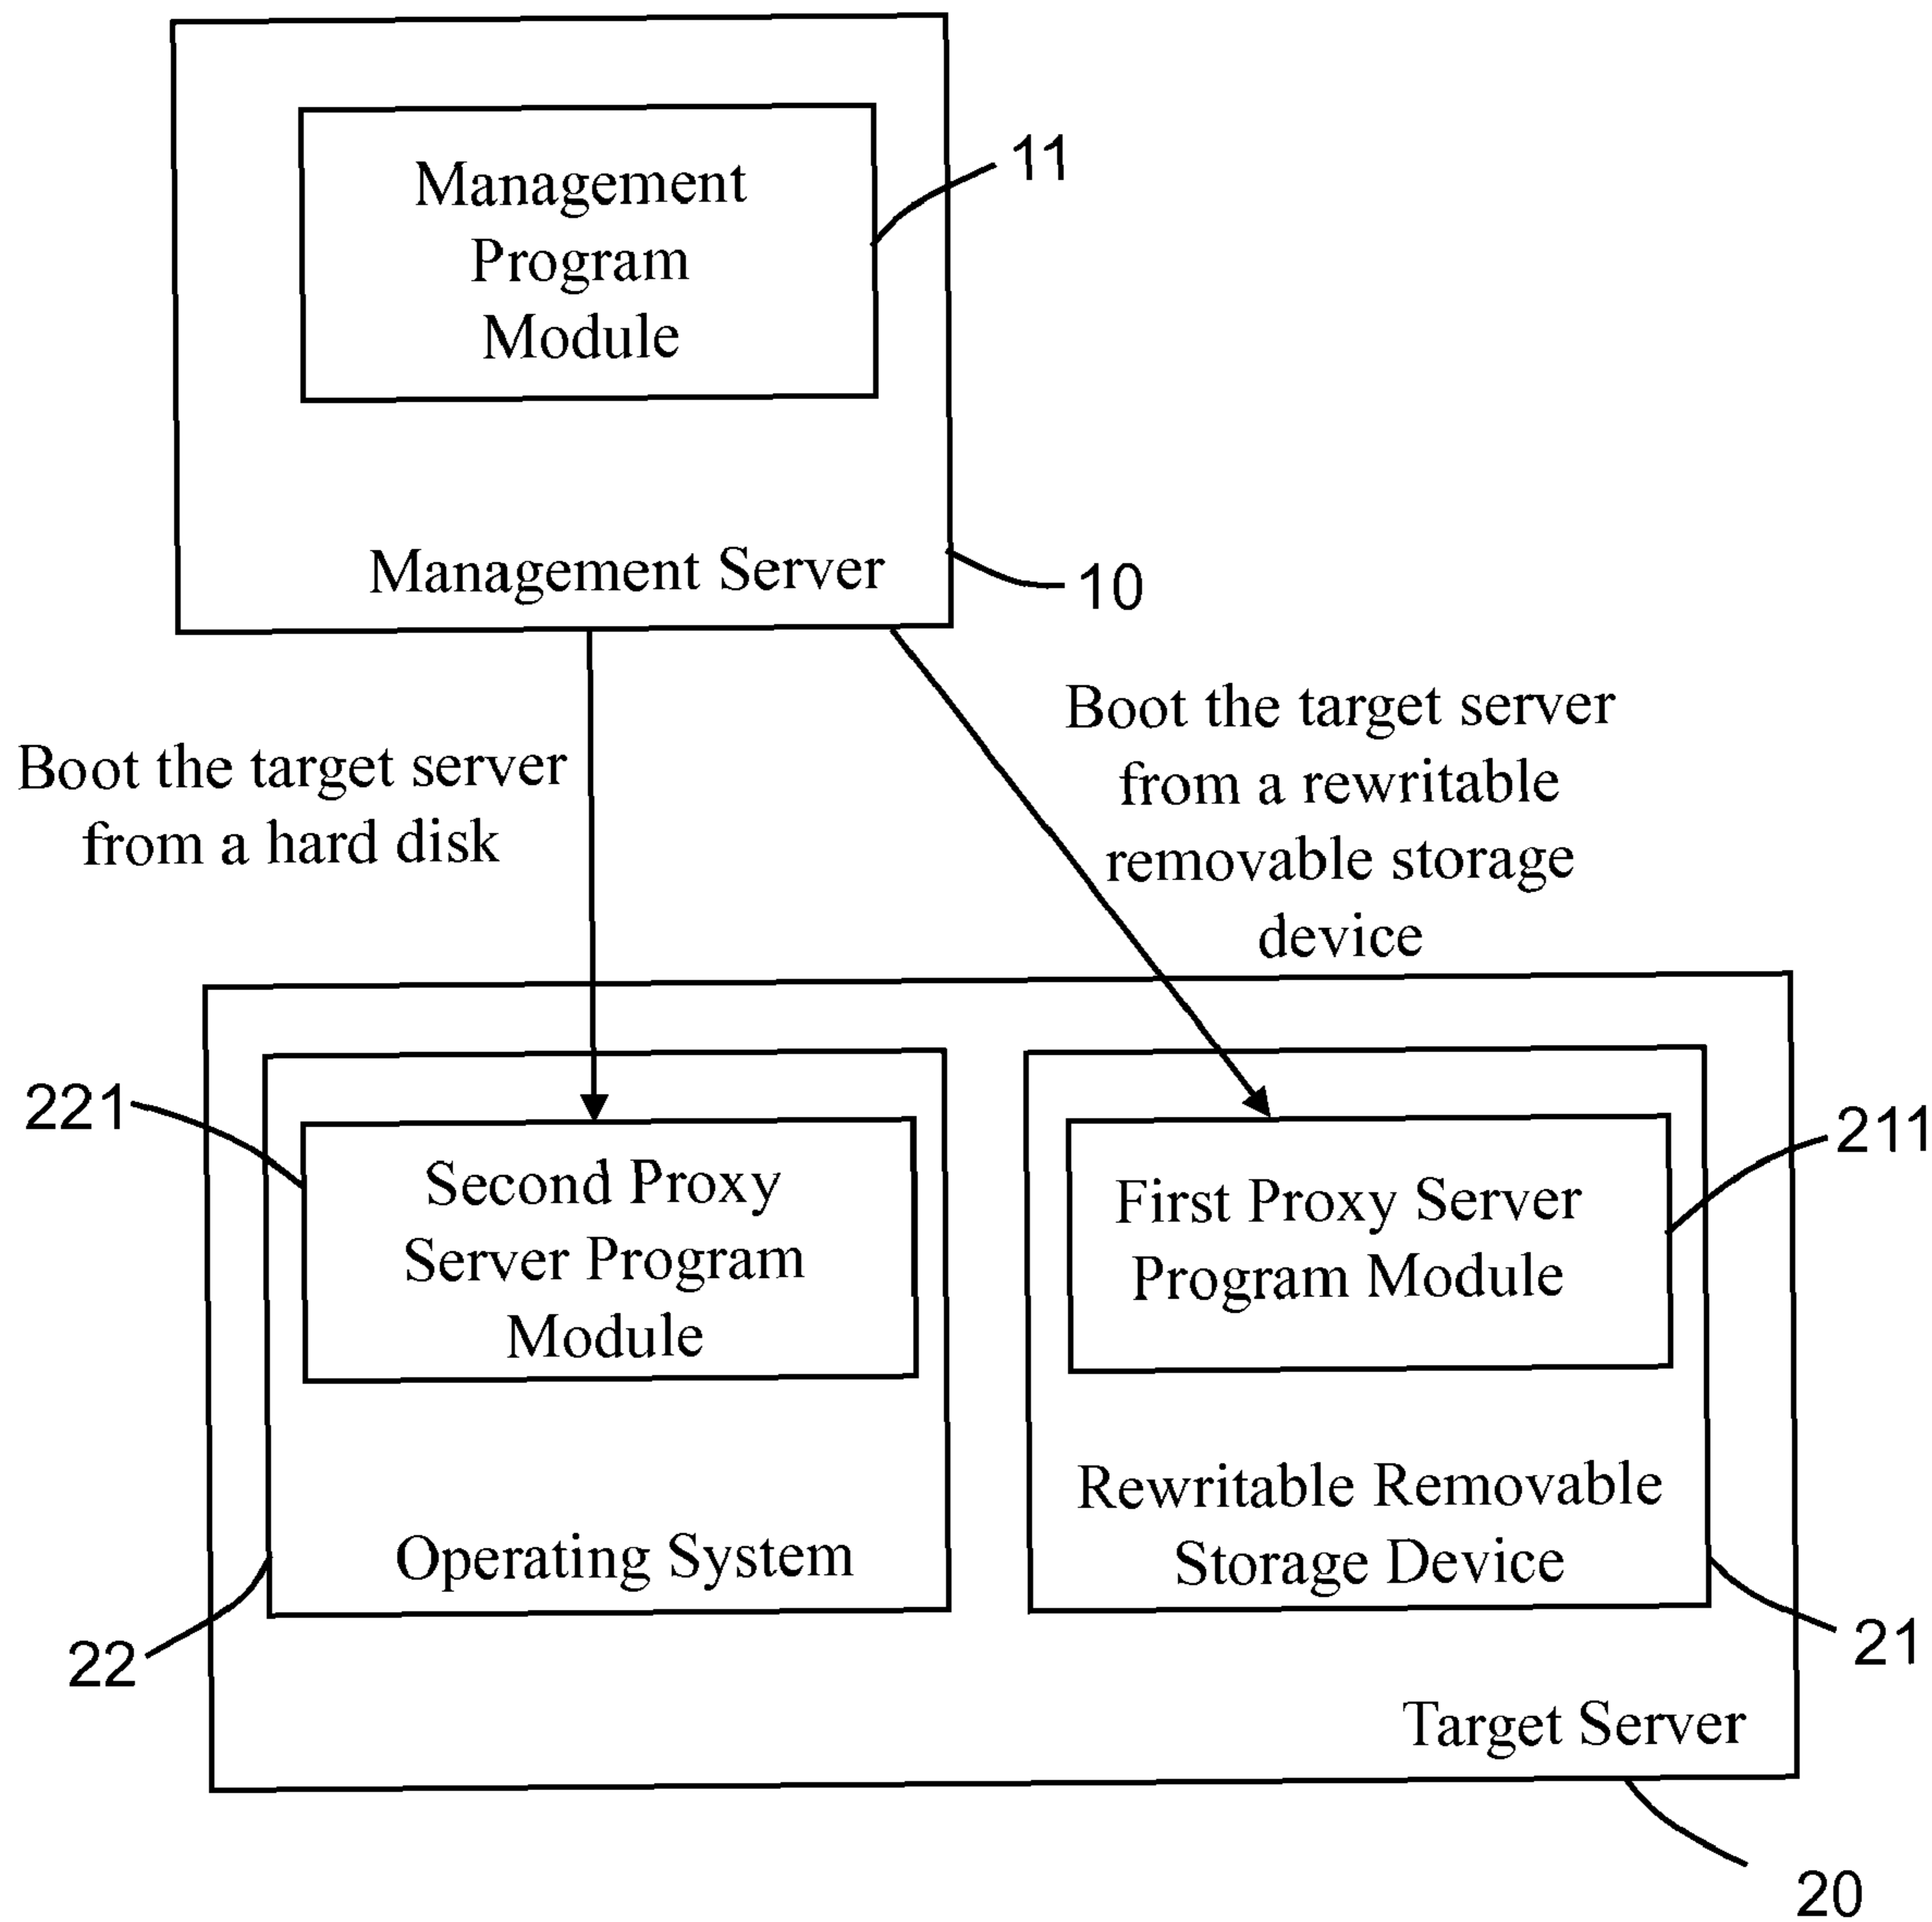 Management
Program
Module
11
Management Server
10
Boot the target server
from a hard disk
Boot the target server
from a rewritable
removable storage
device
221
Second Proxy
Server Program
Module
First Proxy Server
Program Module
211
Operating System
22
Rewritable Removable
Storage Device
21
Target Server
20